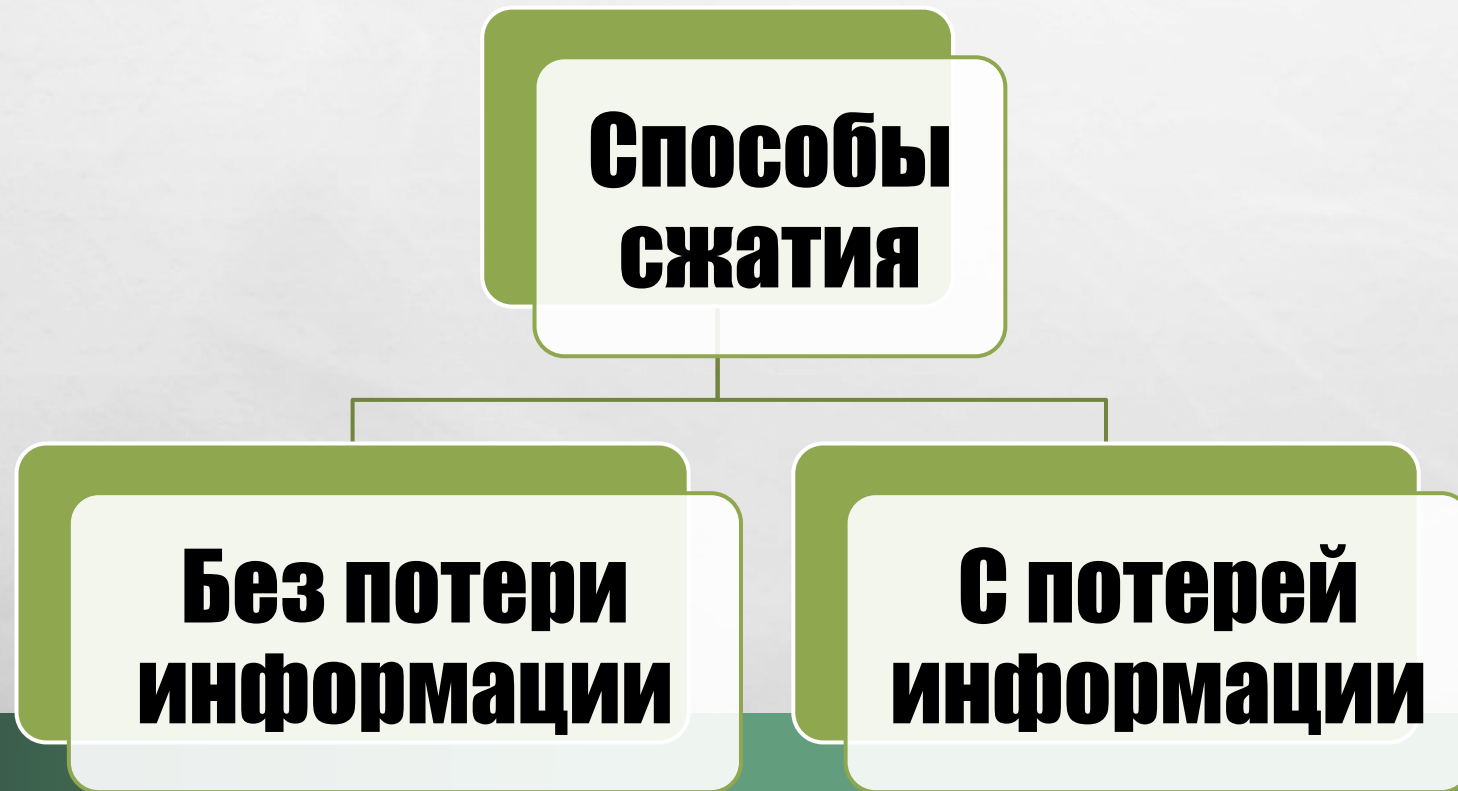 Способы
сжатия
Без потери
информации
С потерей
информации